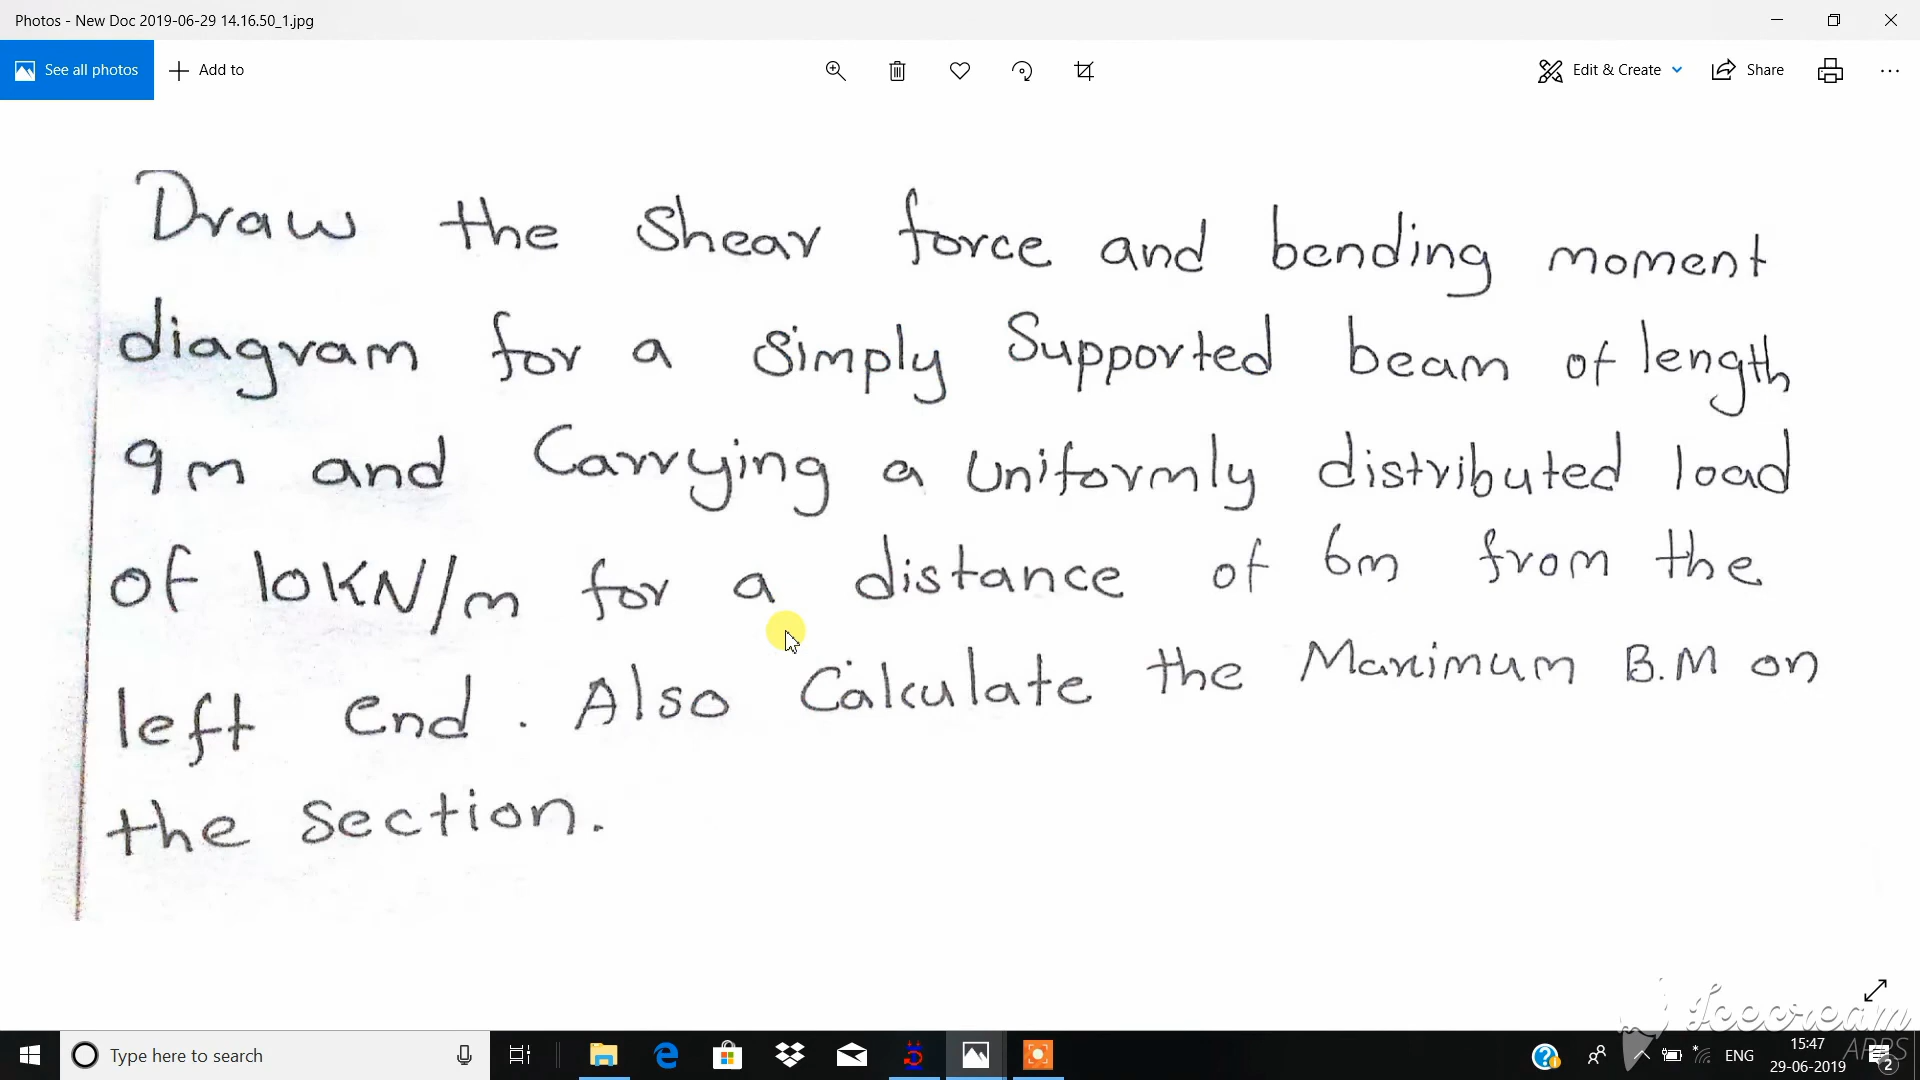 Photos - New Doc 2019-06-29 14.16.50_1.jpg
See all photos
Add to
Edit & Create
Share
Draw the Shear force and bending moment
diagram for a Simply Supported beam of length
9m and Carrying a uniformly distributed load
of 10KN/m for a distance of 6m from the
left end. Also Calculate the Maximum B.M on
the section.
Icecream
APPS
Type here to search
ENG
15:47
29-06-2019
2